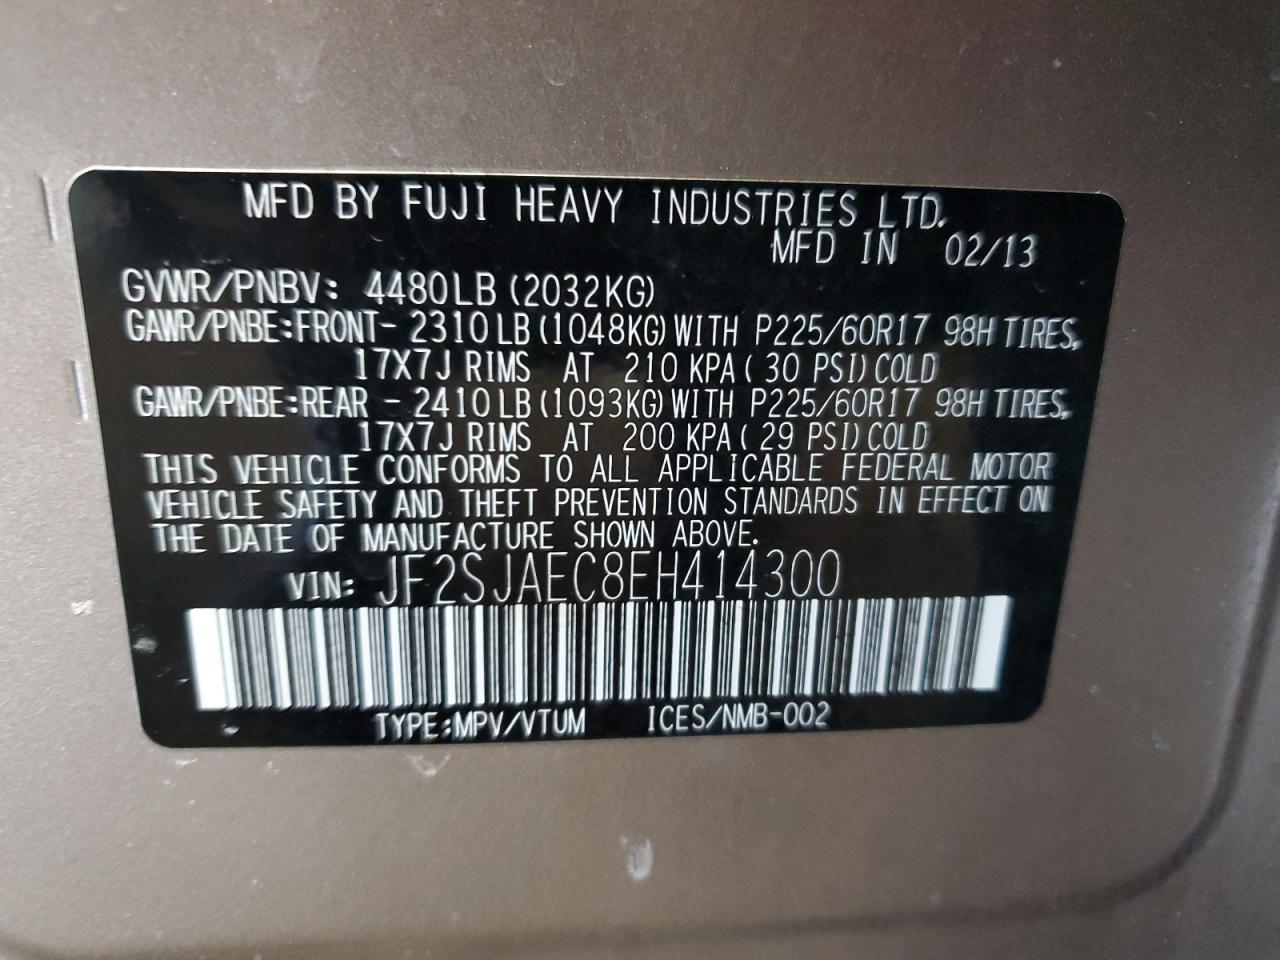 MFD BY FUJI HEAVY INDUSTRIES LTD.
MFD IN 02/13
GVWR/PNBV: 4480LB (2032KG)
GAWR/PNBE:FRONT- 2310LB(1048KG)WITH P225/60R17 98H TIRES,
17X7J RIMS AT 210 KPA( 30 PSI)COLD
GAWR/PNBE:REAR - 2410LB(1093KG)WITH P225/60R17 98H TIRES,
17X7J RIMS AT 200 KPA( 29 PSI)COLD
THIS VEHICLE CONFORMS TO ALL APPLICABLE FEDERAL MOTOR
VEHICLE SAFETY AND THEFT PREVENTION STANDARDS IN EFFECT ON
THE DATE OF MANUFACTURE SHOWN ABOVE.
VIN: JF2SJAEC8EH414300
TYPE:MPV/VTUM ICES/NMB-002